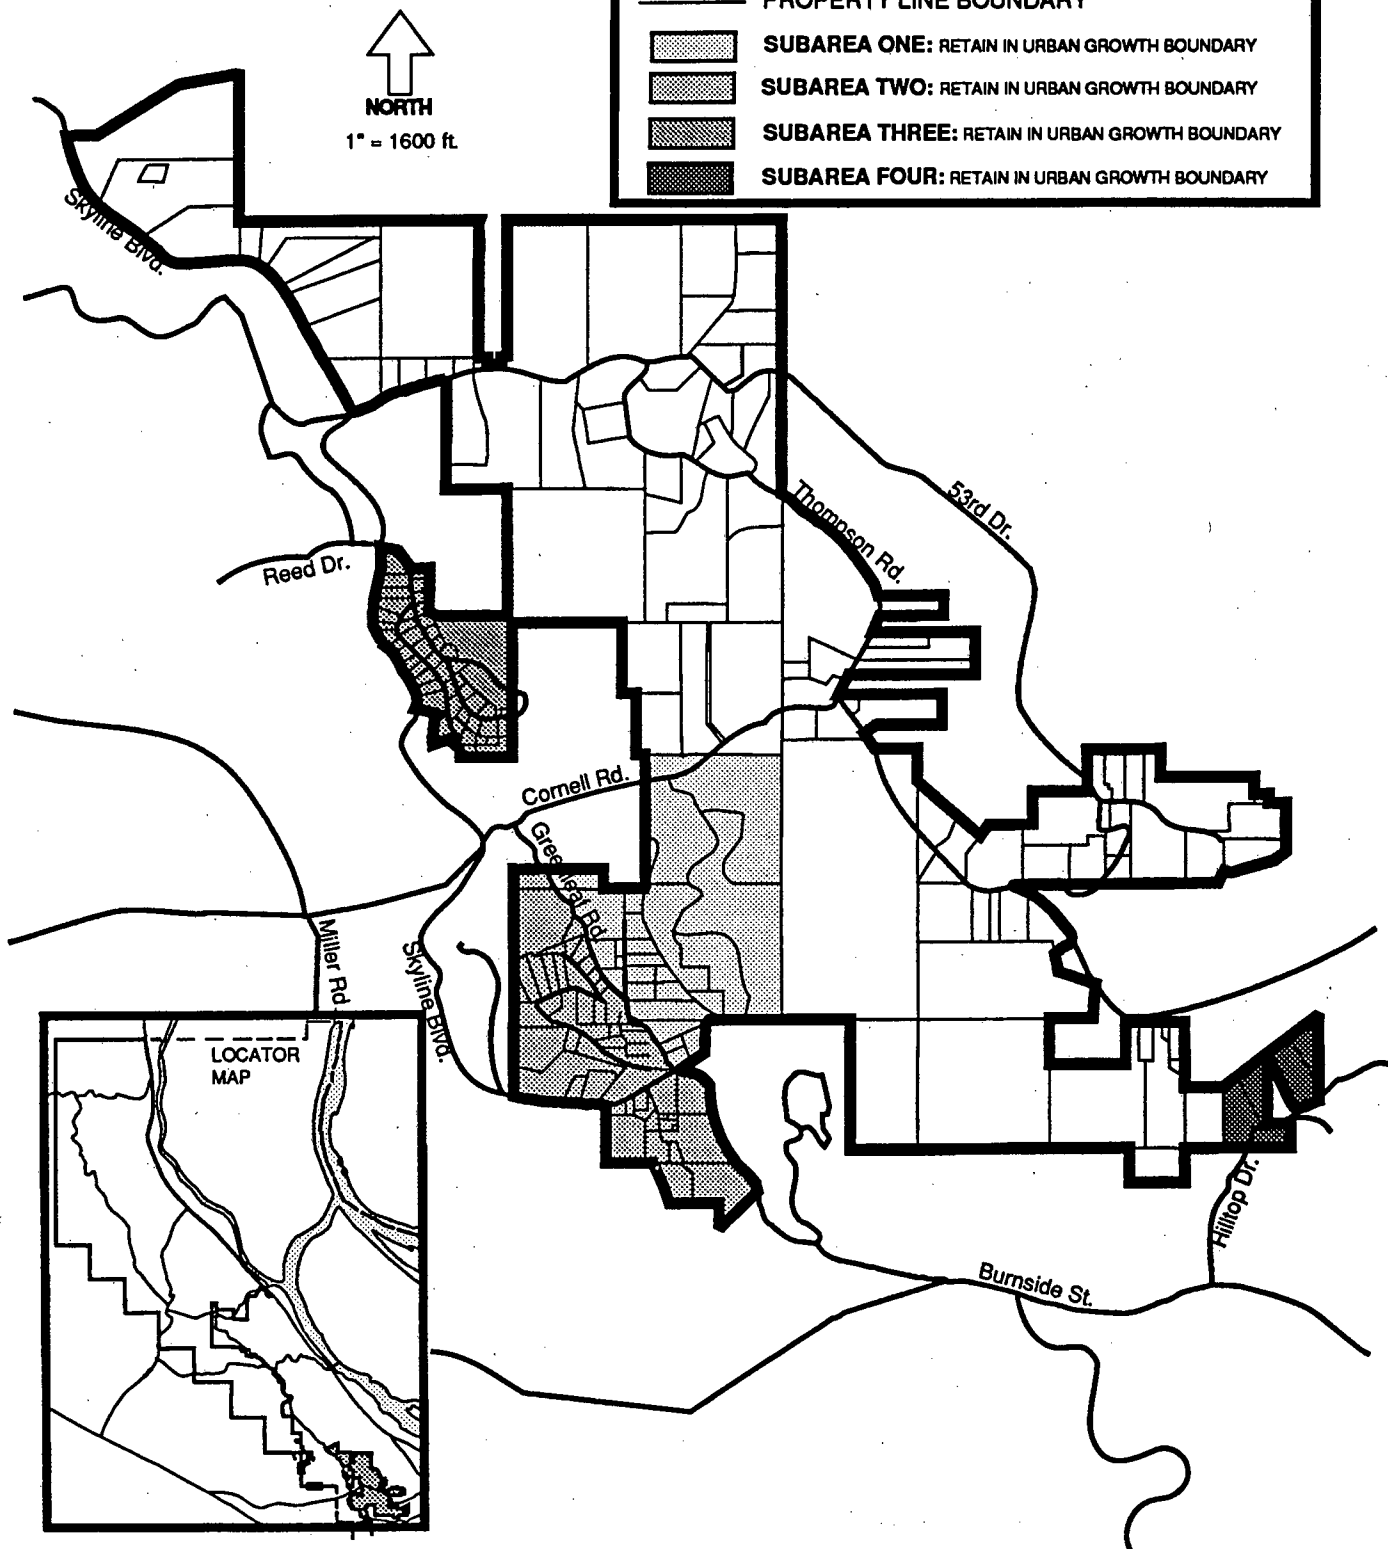 PROPERTY LINE BOUNDARY
SUBAREA ONE: RETAIN IN URBAN GROWTH BOUNDARY
SUBAREA TWO: RETAIN IN URBAN GROWTH BOUNDARY
SUBAREA THREE: RETAIN IN URBAN GROWTH BOUNDARY
SUBAREA FOUR: RETAIN IN URBAN GROWTH BOUNDARY
NORTH
1" = 1600 ft.
Skyline Blvd.
53rd Dr.
Thompson Rd.
Reed Dr.
Cornell Rd.
Greenleaf Rd.
Miller Rd
Skyline Blvd.
LOCATOR
MAP
Hilltop Dr.
Burnside St.